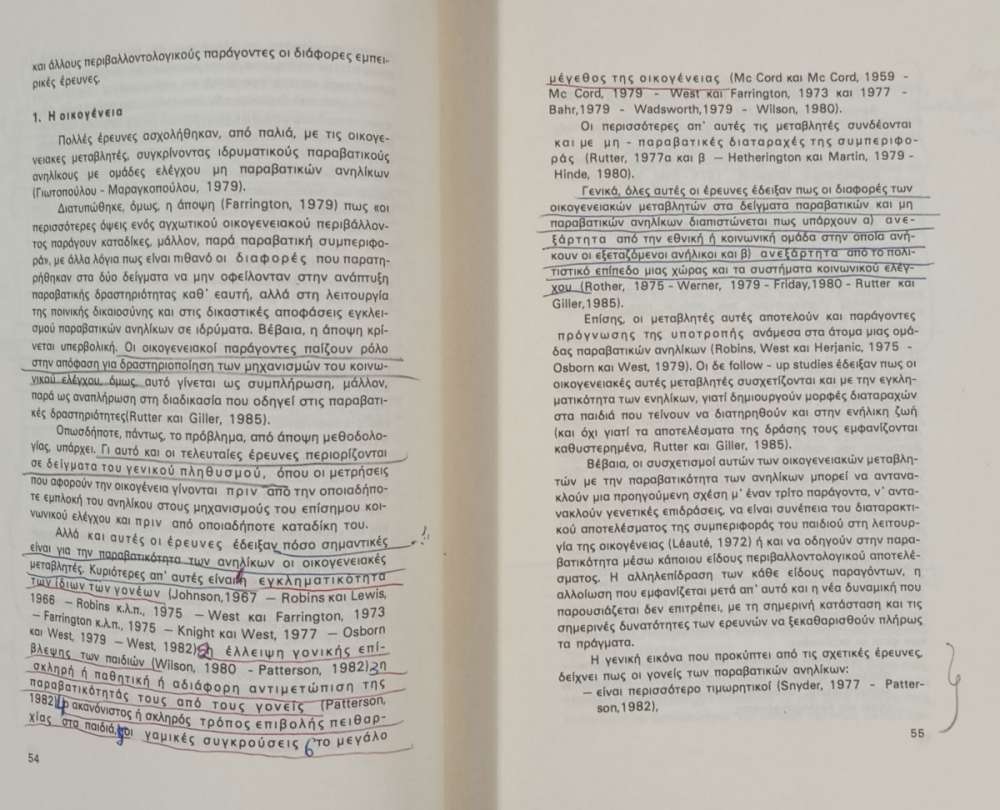 και άλλους περιβαλλοντολογικούς παράγοντες οι διάφορες εμπει-
ρικές έρευνες.
1. Η οικογένεια
Πολλές έρευνες ασχολήθηκαν, από παλιά, με τις οικογε-
νειακες μεταβλητές, συγκρίνοντας ιδρυματικούς παραβατικούς
ανηλίκους με ομάδες ελέγχου μη παραβατικών ανηλίκων
(Γιωτοπούλου - Μαραγκοπούλου, 1979).
Διατυπώθηκε, όμως, η άποψη (Farrington, 1979) πως και
περισσότερες όψεις ενός αγχωτικού οικογενειακού περιβάλλον-
τος παράγουν καταδίκες, μάλλον, παρά παραβατική συμπεριφο-
ρά», με άλλα λόγια πως είναι πιθανό οι διαφορές που παρατη-
ρήθηκαν στα δύο δείγματα να μην οφείλονταν στην ανάπτυξη
παραβατικής δραστηριότητας καθ' εαυτή, αλλά στη λειτουργία
της ποινικής δικαιοσύνης και στις δικαστικές αποφάσεις εγκλει-
σμού παραβατικών ανηλίκων σε ιδρύματα. Βέβαια, η άποψη κρί-
νεται υπερβολική. Οι οικογενειακοί παράγοντες παίζουν ρόλο
στην απόφαση για δραστηριοποίηση των μηχανισμών του κοινω-
νικού ελέγχου, όμως, αυτό γίνεται ως συμπλήρωση, μάλλον,
παρά ως αναπλήρωση στη διαδικασία που οδηγεί στις παραβατι-
κές δραστηριότητες(Rutter και Giller, 1985).
Οπωσδήποτε, πάντως, το πρόβλημα, από άποψη μεθοδολο-
γίας, υπάρχει. Γι αυτό και οι τελευταίες έρευνες περιορίζονται
σε δείγματα του γενικού πληθυσμού, όπου οι μετρήσεις
που αφορούν την οικογένεια γίνονται πριν από την οποιαδήπο-
τε εμπλοκή του ανηλίκου στους μηχανισμούς του επίσημου κοι-
νωνικού ελέγχου και πριν από οποιαδήποτε καταδίκη του.
Αλλά και αυτές οι έρευνες έδειξαν πόσο σημαντικές
είναι για την παραβατικότητα των ανηλίκων οι οικογενειακές
μεταβλητές. Κυριότερες απ' αυτές είναι η εγκληματικότητα
των ίδιων των γονέων (Johnson,1967 - Robins και Lewis,
1966 - Robins κ.λ.π., 1975 - West και Farrington, 1973
- Farrington κ.λ.π., 1975 - Knight και West, 1977 - Osborn
και West, 1979 - West, 1982) 2 η έλλειψη γονικής επί-
βλεψης των παιδιών (Wilson, 1980 - Patterson, 1982) 3 η
σκληρή ή παθητική ή αδιάφορη αντιμετώπιση της
παραβατικότητάς τους από τους γονείς (Patterson,
1982) 4 ο ακανόνιστος ή σκληρός τρόπος επιβολής πειθαρ-
χίας στα παιδιά, 5 οι γαμικές συγκρούσεις 6 το μεγάλο
54
μέγεθος της οικογένειας (Mc Cord και Mc Cord, 1959 -
Mc Cord, 1979 - West και Farrington, 1973 και 1977 -
Bahr,1979 - Wadsworth,1979 - Wilson, 1980).
Οι περισσότερες απ' αυτές τις μεταβλητές συνδέονται
και με μη - παραβατικές διαταραχές της συμπεριφο-
ράς (Rutter, 1977α και β - Hetherington και Martin, 1979 -
Hinde, 1980).
Γενικά, όλες αυτές οι έρευνες έδειξαν πως οι διαφορές των
οικογενειακών μεταβλητών στα δείγματα παραβατικών και μη
παραβατικών ανηλίκων διαπιστώνεται πως υπάρχουν α) ανε-
ξάρτητα από την εθνική ή κοινωνική ομάδα στην οποία ανή-
κουν οι εξεταζόμενοι ανήλικοι και β) ανεξάρτητα από το πολι-
τιστικό επίπεδο μιας χώρας και τα συστήματα κοινωνικού ελέγ-
χου (Rother, 1875 - Werner, 1979 - Friday,1980 - Rutter και
Giller,1985).
Επίσης, οι μεταβλητές αυτές αποτελούν και παράγοντες
πρόγνωσης της υποτροπής ανάμεσα στα άτομα μιας ομά-
δας παραβατικών ανηλίκων (Robins, West και Herjanic, 1975 -
Osborn και West, 1979). Οι δε follow - up studies έδειξαν πως οι
οικογενειακές αυτές μεταβλητές συσχετίζονται και με την εγκλη-
ματικότητα των ενηλίκων, γιατί δημιουργούν μορφές διαταραχών
στα παιδιά που τείνουν να διατηρηθούν και στην ενήλικη ζωή
(και όχι γιατί τα αποτελέσματα της δράσης τους εμφανίζονται
καθυστερημένα, Rutter και Giller, 1985).
Βέβαια, οι συσχετισμοί αυτών των οικογενειακών μεταβλη-
τών με την παραβατικότητα των ανηλίκων μπορεί να αντανα-
κλούν μια προηγούμενη σχέση μ' έναν τρίτο παράγοντα, ν' αντα-
νακλούν γενετικές επιδράσεις, να είναι συνέπεια του διαταρακτι-
κού αποτελέσματος της συμπεριφοράς του παιδιού στη λειτουρ-
γία της οικογένειας (Léauté, 1972) ή και να οδηγούν στην παρα-
βατικότητα μέσω κάποιου είδους περιβαλλοντολογικού αποτελέ-
σματος. Η αλληλεπίδραση των κάθε είδους παραγόντων, η
αλλοίωση που εμφανίζεται μετά απ' αυτό και η νέα δυναμική που
παρουσιάζεται δεν επιτρέπει, με τη σημερινή κατάσταση και τις
σημερινές δυνατότητες των ερευνών να ξεκαθαρισθούν πλήρως
τα πράγματα.
Η γενική εικόνα που προκύπτει από τις σχετικές έρευνες,
δείχνει πως οι γονείς των παραβατικών ανηλίκων:
- είναι περισσότερο τιμωρητικοί (Snyder, 1977 - Patter-
son,1982),
55